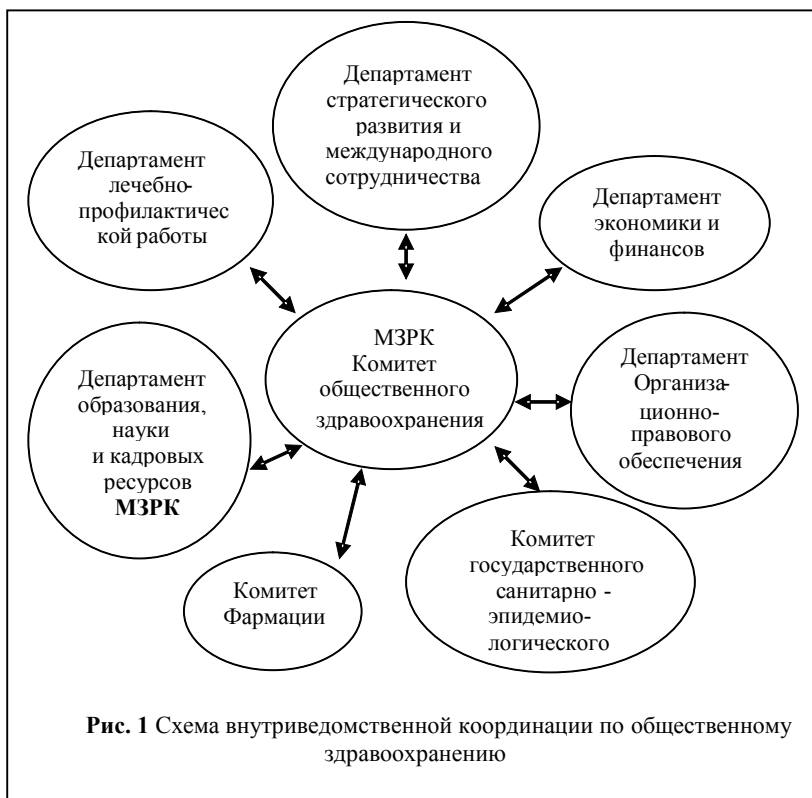 Департамент
стратегического
развития и
международного
сотрудничества
Департамент
лечебно-
профилактичес
кой работы
Департамент
экономики и
финансов
МЗРК
Комитет
общественного
здравоохранения
Департамент
Организа-
ционно-
правового
обеспечения
Департамент
образования,
науки
и кадровых
ресурсов
МЗРК
Комитет
Фармации
Комитет
государственного
санитарно -
эпидемио-
логического
Рис. 1 Схема внутриведомственной координации по общественному
здравоохранению